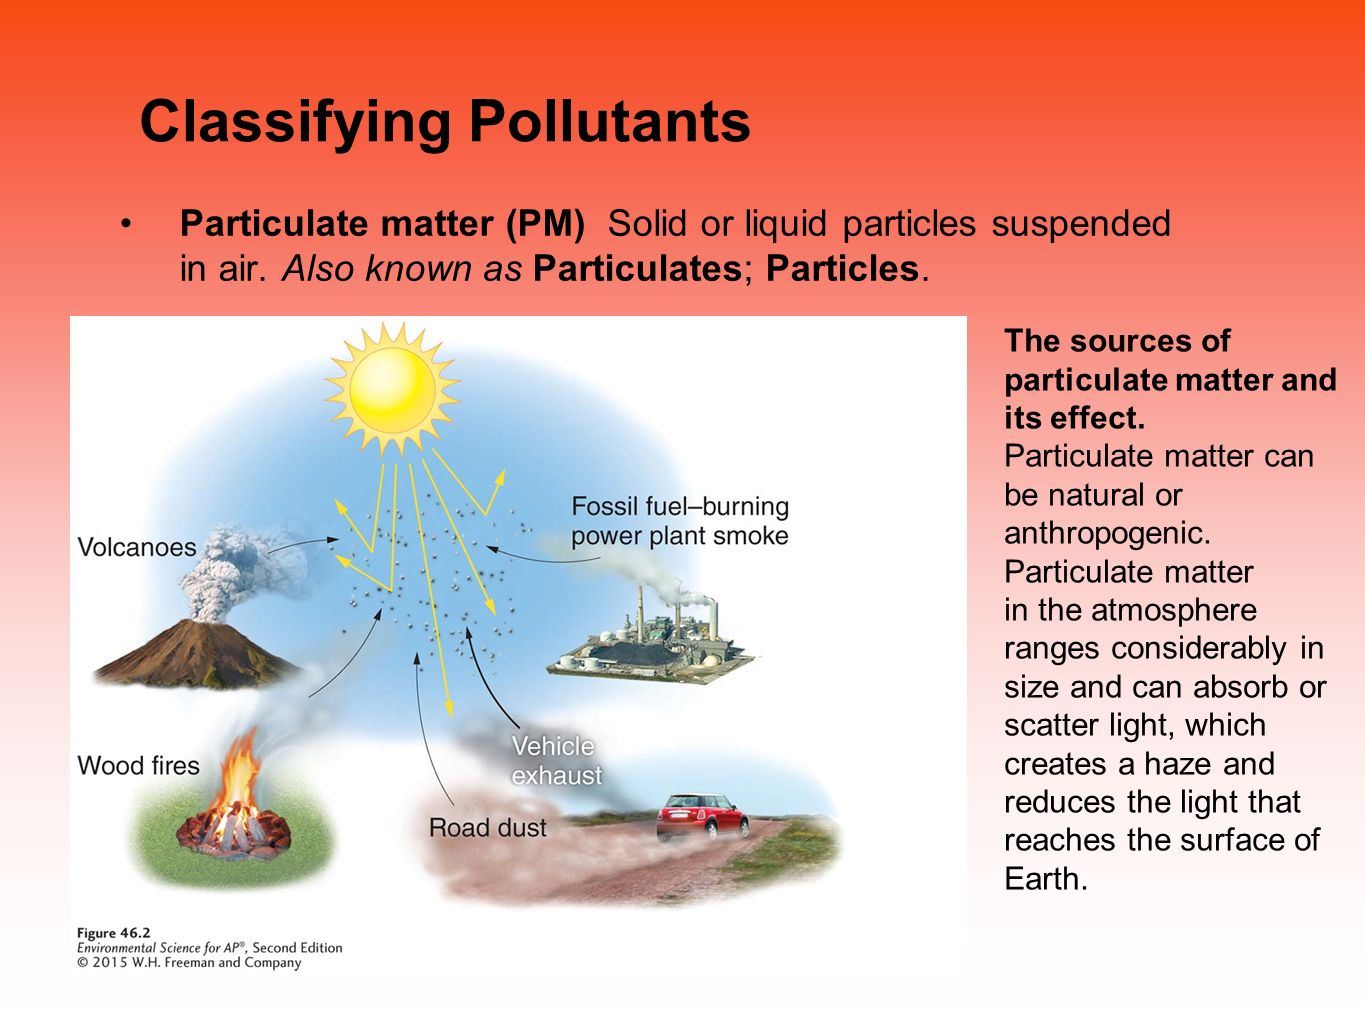 Classifying Pollutants
• Particulate matter (PM) Solid or liquid particles suspended
in air. Also known as Particulates; Particles.
The sources of
particulate matter and
its effect.
Particulate matter can
be natural or
anthropogenic.
Particulate matter
in the atmosphere
ranges considerably in
size and can absorb or
scatter light, which
creates a haze and
reduces the light that
reaches the surface of
Earth.
Volcanoes
Fossil fuel–burning
power plant smoke
Wood fires
Vehicle
exhaust
Road dust
Figure 46.2
Environmental Science for AP®, Second Edition
© 2015 W.H. Freeman and Company